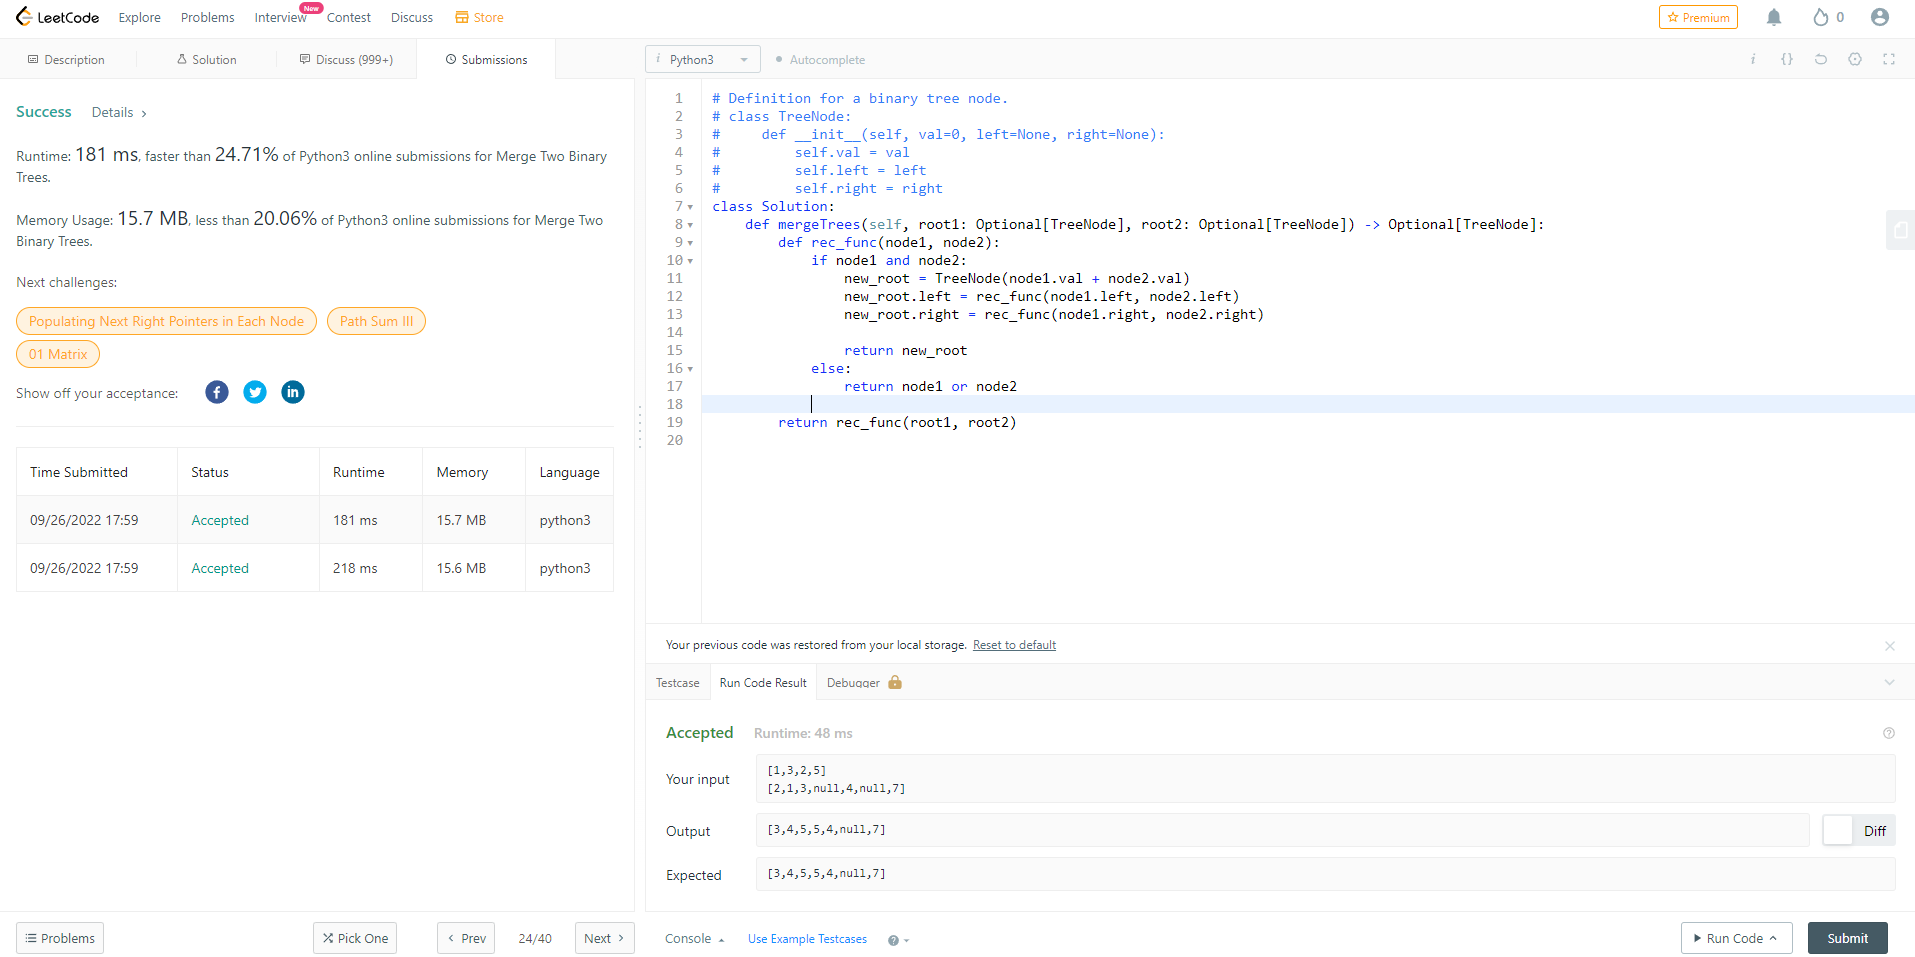 LeetCode Explore Problems Interview New Contest Discuss Store Premium 0
Description Solution Discuss (999+) Submissions
Success Details >
Runtime: 181 ms, faster than 24.71% of Python3 online submissions for Merge Two Binary
Trees.
Memory Usage: 15.7 MB, less than 20.06% of Python3 online submissions for Merge Two
Binary Trees.
Next challenges:
Populating Next Right Pointers in Each Node Path Sum III
01 Matrix
Show off your acceptance:
Time Submitted Status Runtime Memory Language
09/26/2022 17:59 Accepted 181 ms 15.7 MB python3
09/26/2022 17:59 Accepted 218 ms 15.6 MB python3
Problems Pick One < Prev 24/40 Next >
i Python3 Autocomplete i {}
1 # Definition for a binary tree node.
2 # class TreeNode:
3 #     def __init__(self, val=0, left=None, right=None):
4 #         self.val = val
5 #         self.left = left
6 #         self.right = right
7 class Solution:
8     def mergeTrees(self, root1: Optional[TreeNode], root2: Optional[TreeNode]) -> Optional[TreeNode]:
9         def rec_func(node1, node2):
10             if node1 and node2:
11                 new_root = TreeNode(node1.val + node2.val)
12                 new_root.left = rec_func(node1.left, node2.left)
13                 new_root.right = rec_func(node1.right, node2.right)
14
15                 return new_root
16             else:
17                 return node1 or node2
18
19         return rec_func(root1, root2)
20
Your previous code was restored from your local storage. Reset to default
Testcase Run Code Result Debugger
Accepted Runtime: 48 ms
Your input
[1,3,2,5]
[2,1,3,null,4,null,7]
Output [3,4,5,5,4,null,7] Diff
Expected [3,4,5,5,4,null,7]
Console Use Example Testcases ? Run Code Submit